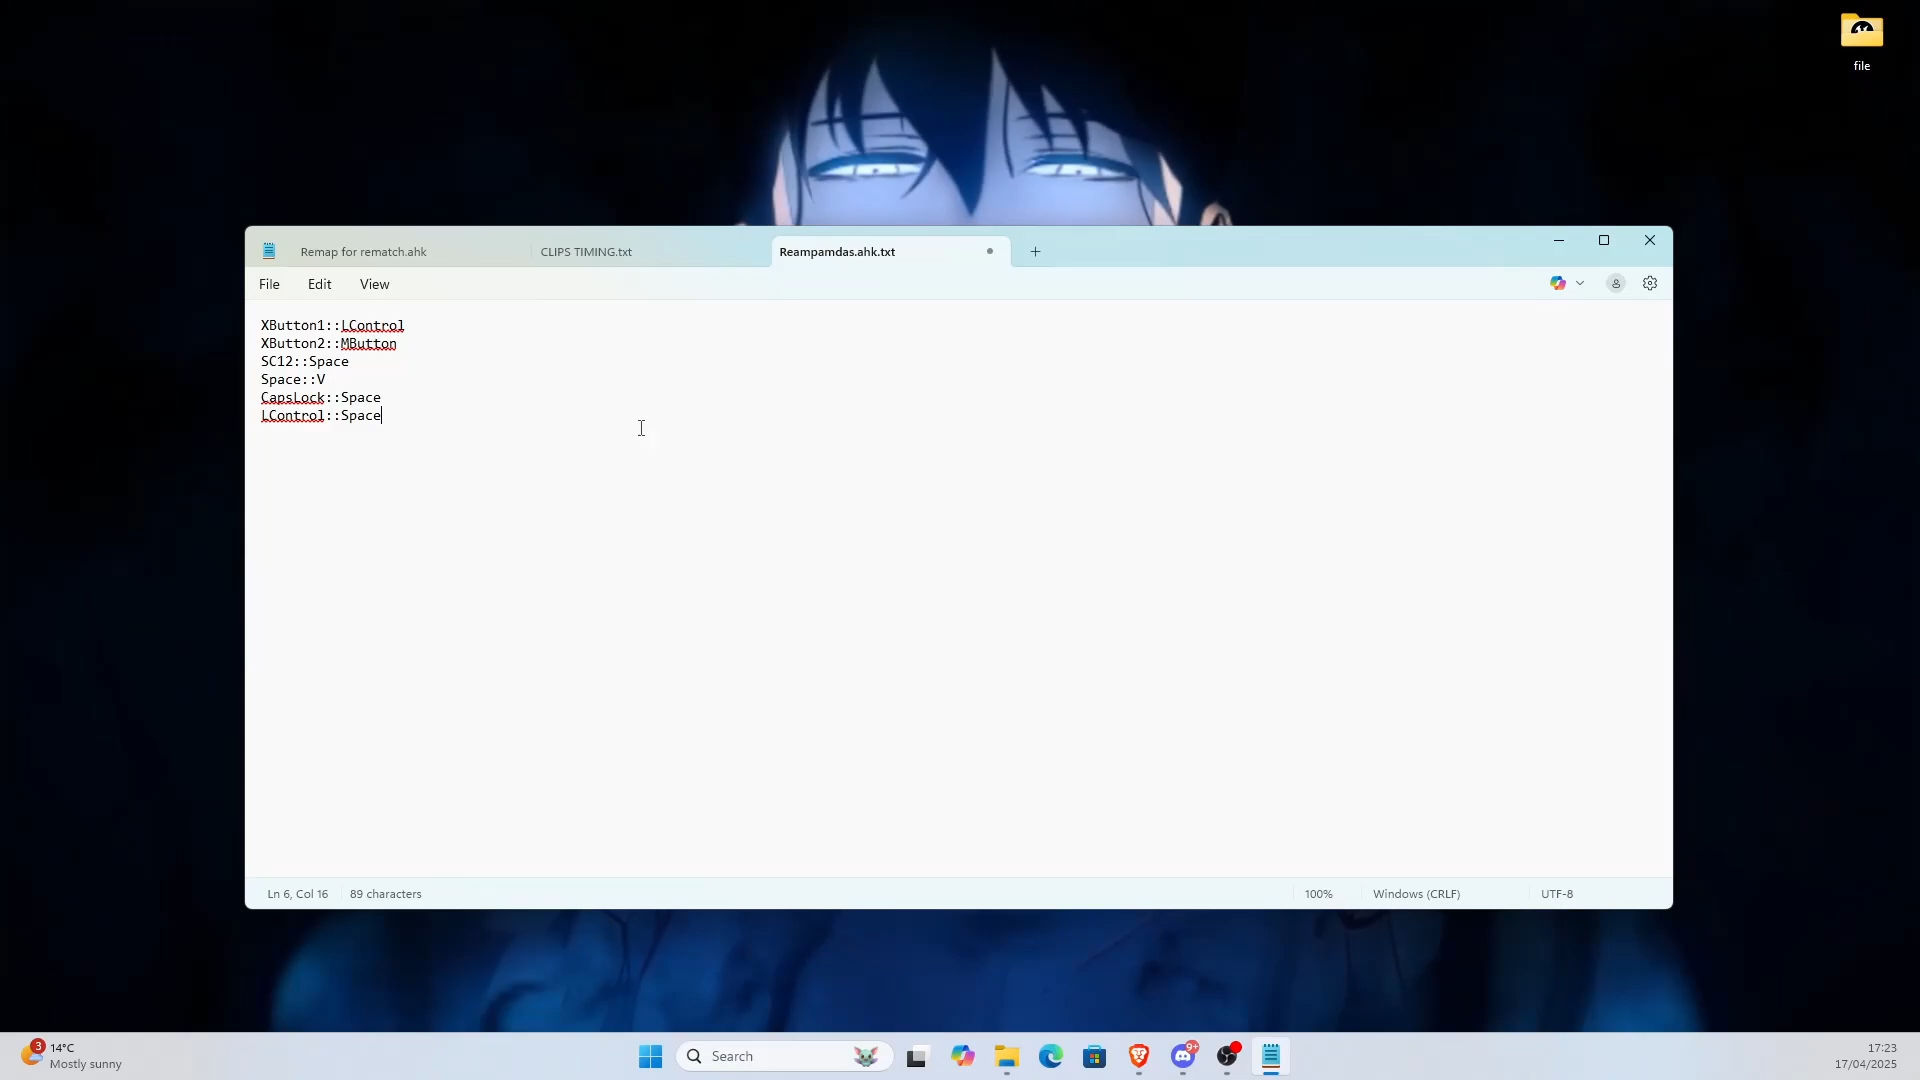 file
Remap for rematch.ahk
CLIPS TIMING.txt
Reampamdas.ahk.txt
File
Edit
View
XButton1::LControl
XButton2::MButton
SC12::Space
Space::V
CapsLock::Space
LControl::Space
Ln 6, Col 16
89 characters
100%
Windows (CRLF)
UTF-8
3
14°C
Mostly sunny
Search
9+
17:23
17/04/2025